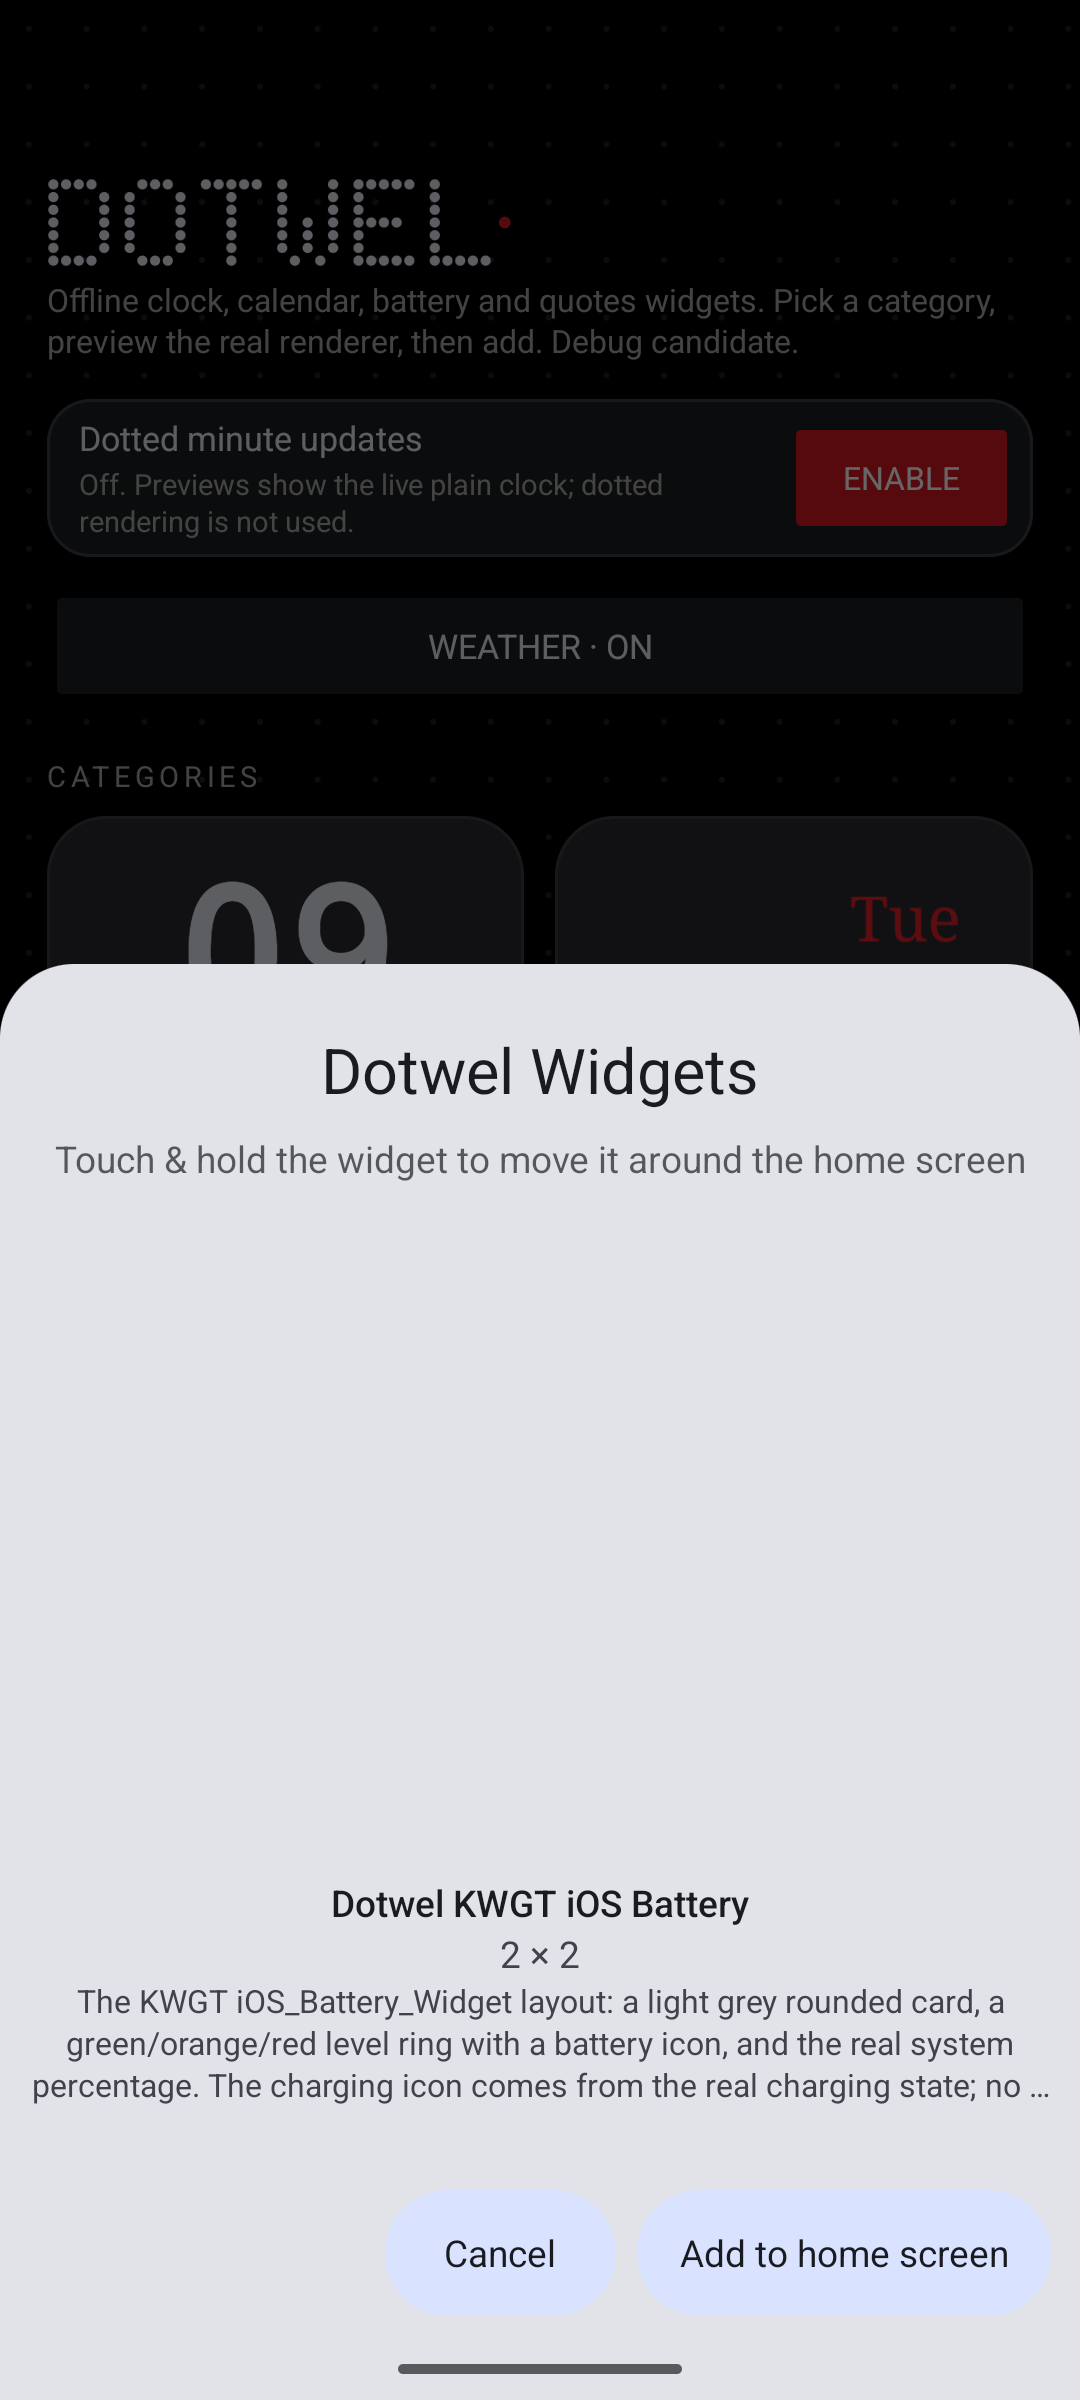 DOTWEL
Offline clock, calendar, battery and quotes widgets. Pick a category,
preview the real renderer, then add. Debug candidate.
Dotted minute updates
Off. Previews show the live plain clock; dotted
rendering is not used.
ENABLE
WEATHER · ON
CATEGORIES
09
Tue
Dotwel Widgets
Touch & hold the widget to move it around the home screen
Dotwel KWGT iOS Battery
2 × 2
The KWGT iOS_Battery_Widget layout: a light grey rounded card, a
green/orange/red level ring with a battery icon, and the real system
percentage. The charging icon comes from the real charging state; no ...
Cancel
Add to home screen